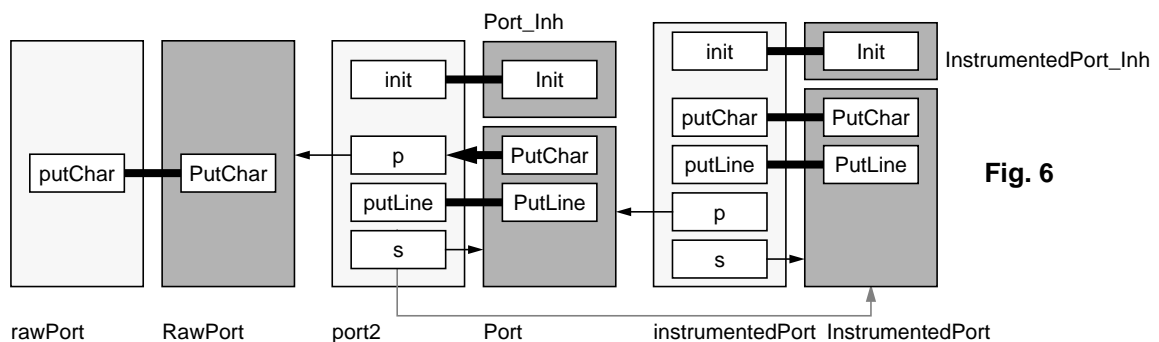 Port_Inh
init
Init
init
Init
InstrumentedPort_Inh
putChar
PutChar
p
PutChar
putChar
PutChar
putLine
PutLine
Fig. 6
putLine
PutLine
p
s
s
rawPort
RawPort
port2
Port
instrumentedPort
InstrumentedPort